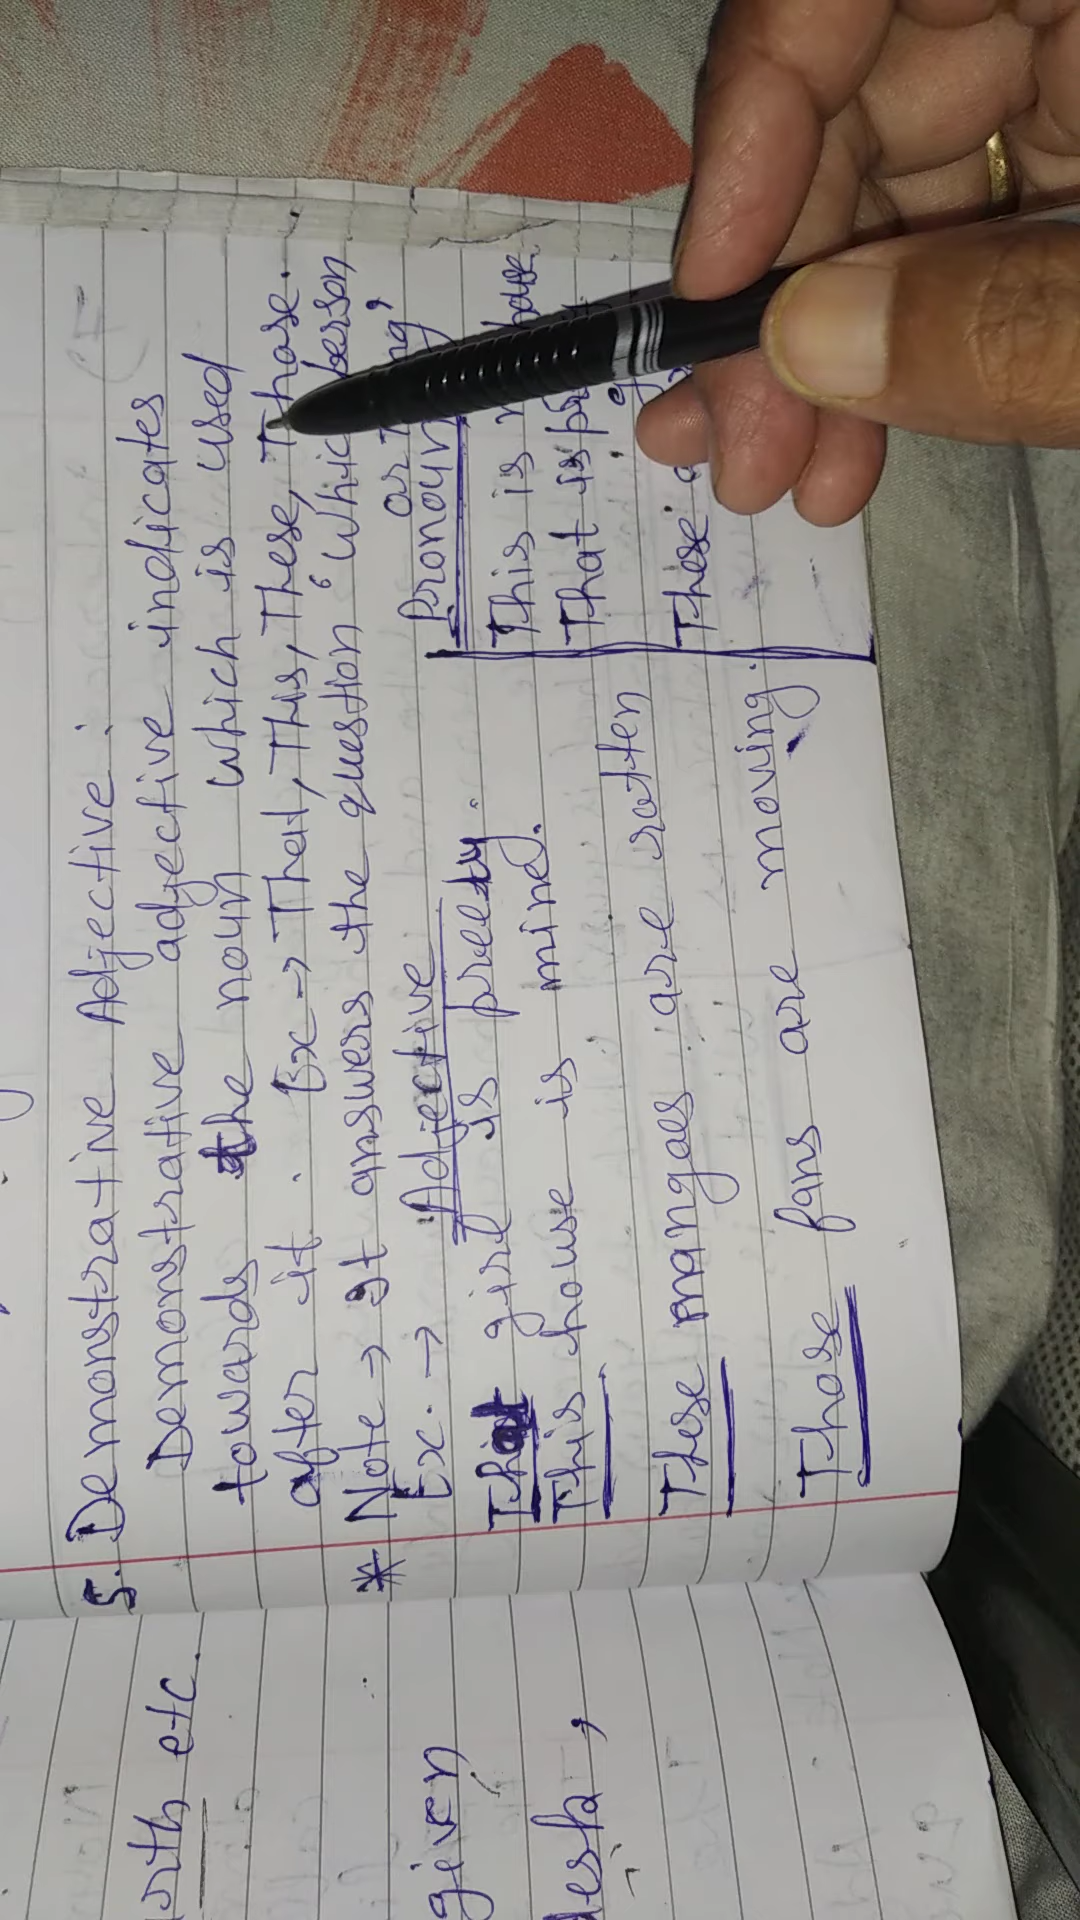 5. Demonstrative Adjective :
Demonstrative adjective indicates
towards the noun which is used
after it. Ex → That, This, These, Those.
* Note → It answers the question ‘Which person
or
Ex. → Adjective
Pronoun
That girl is preety.
This is
This house is mine.
That is
These mangoes are rotten
These
Those fans are moving.
etc.
given